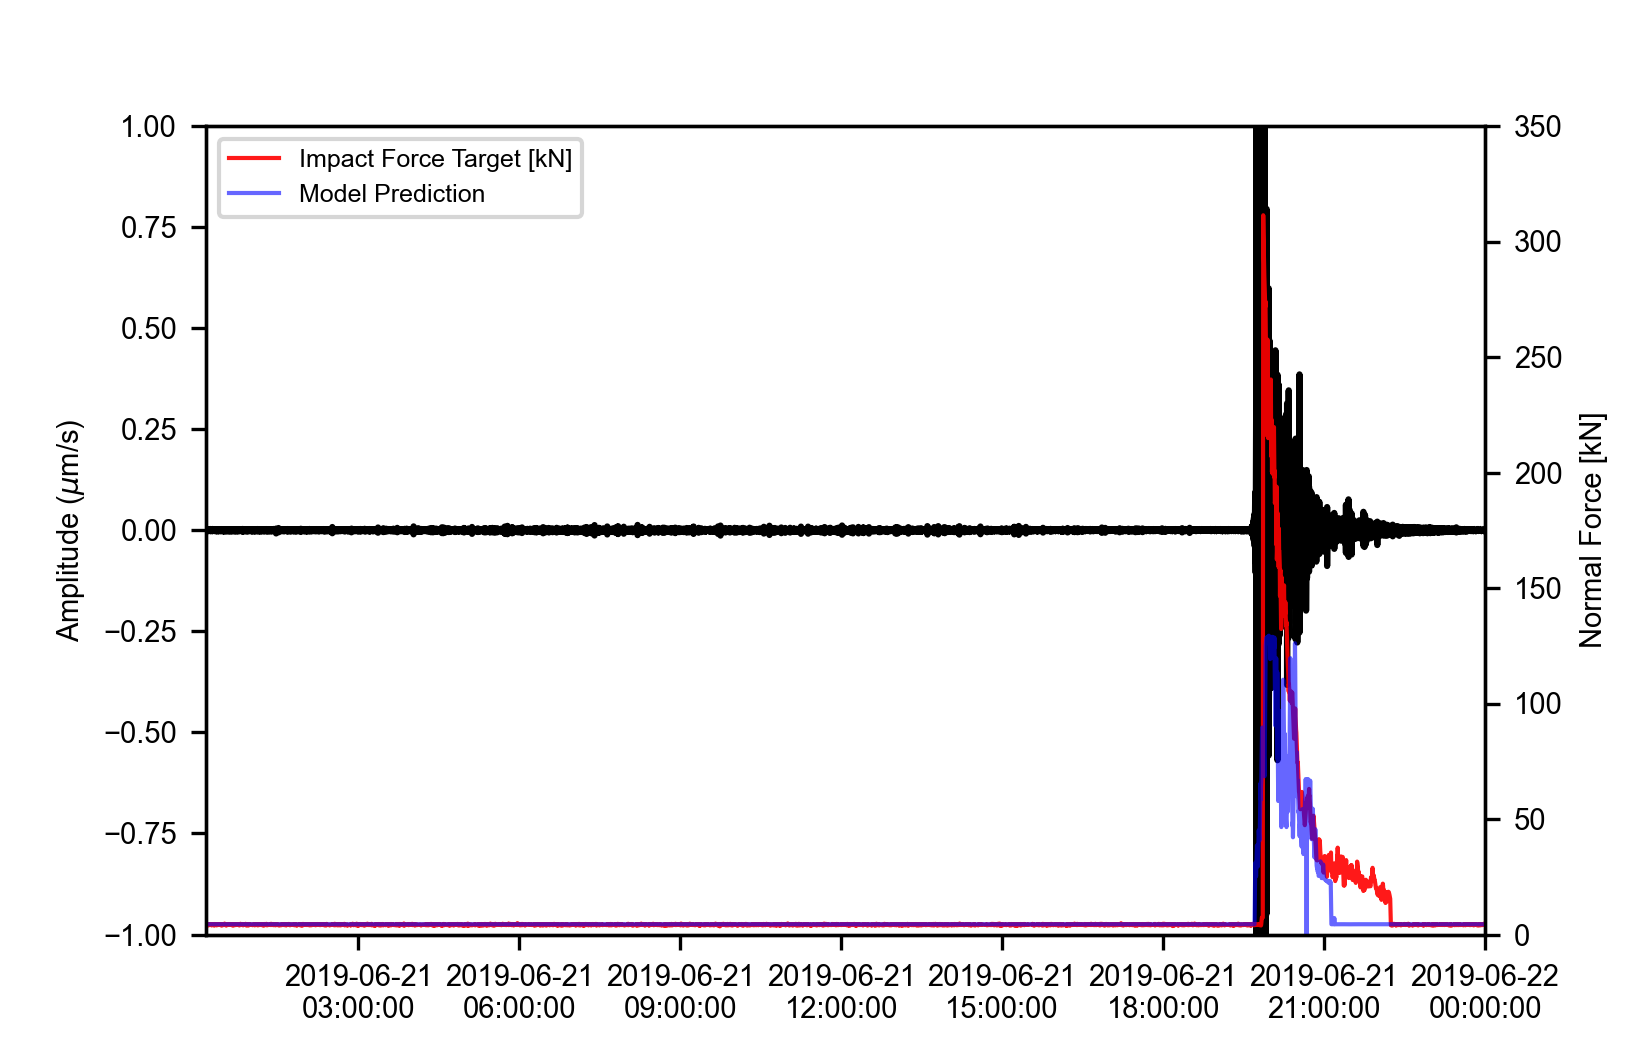 Impact Force Target [kN]
Model Prediction
1.00
0.75
0.50
0.25
0.00
−0.25
−0.50
−0.75
−1.00
Amplitude (μm/s)
350
300
250
200
150
100
50
0
Normal Force [kN]
2019-06-21 2019-06-21 2019-06-21 2019-06-21 2019-06-21 2019-06-21 2019-06-21 2019-06-22
03:00:00 06:00:00 09:00:00 12:00:00 15:00:00 18:00:00 21:00:00 00:00:00